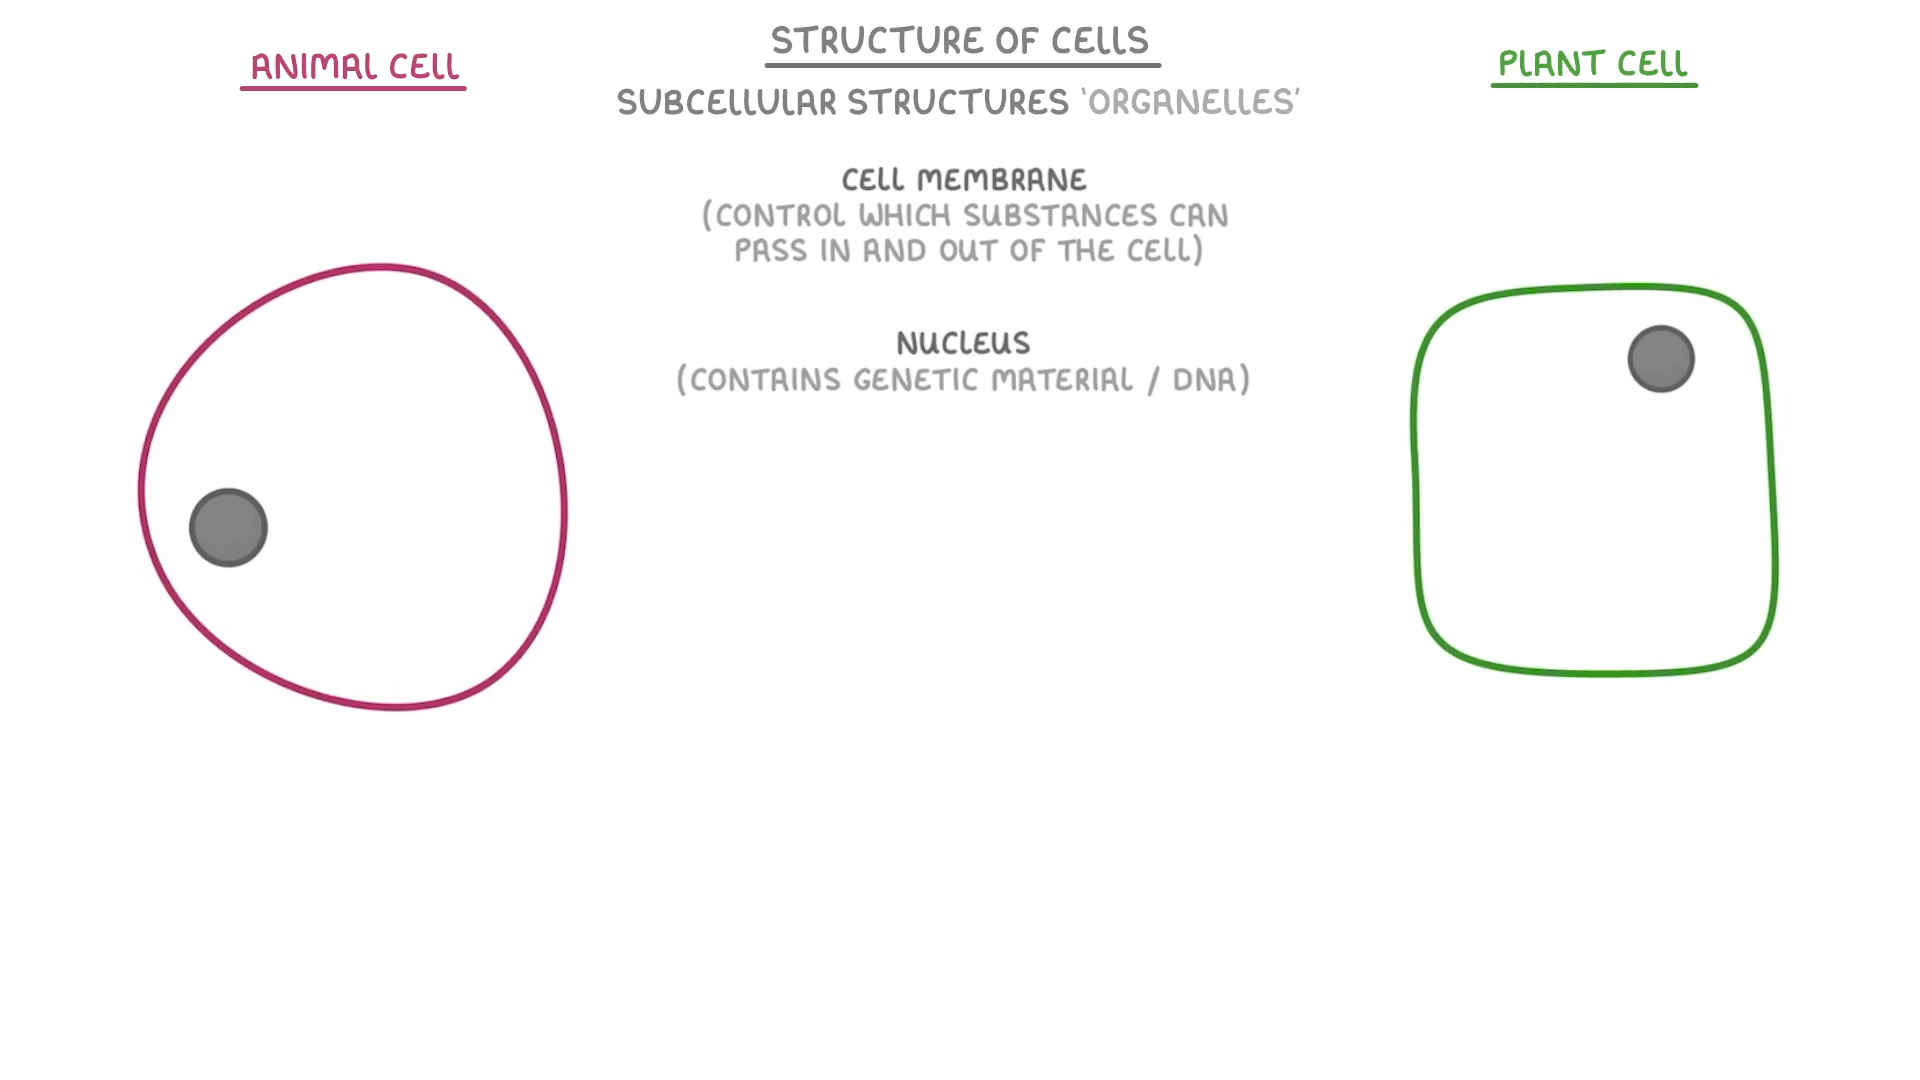 STRUCTURE OF CELLS
ANIMAL CELL
PLANT CELL
SUBCELLULAR STRUCTURES 'ORGANELLES'
CELL MEMBRANE
(CONTROL WHICH SUBSTANCES CAN
PASS IN AND OUT OF THE CELL)
NUCLEUS
(CONTAINS GENETIC MATERIAL / DNA)